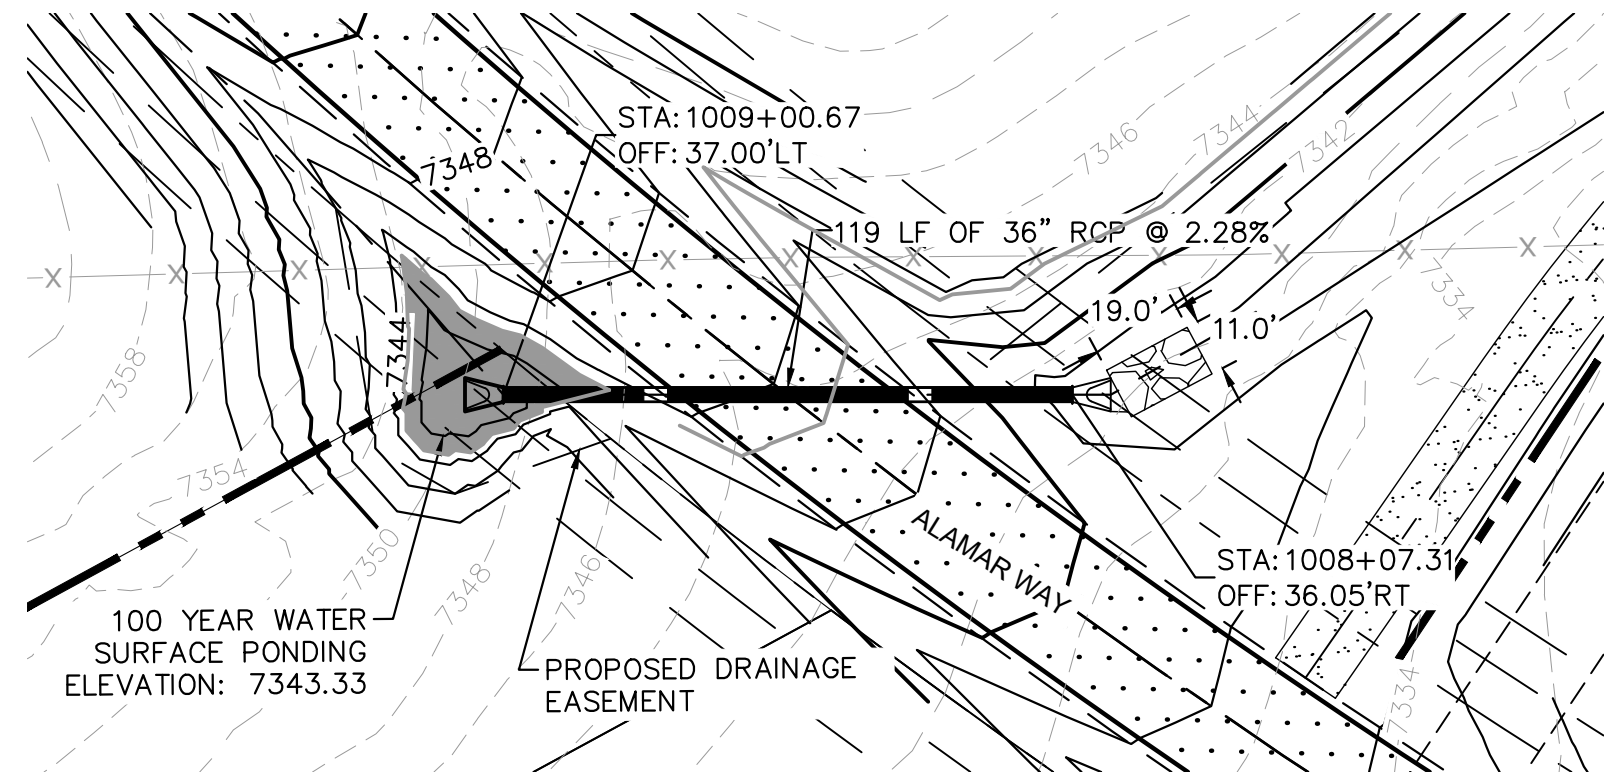 STA: 1009+00.67
OFF: 37.00'LT
7348
7346
7344
7342
119 LF OF 36" RCP @ 2.28%
X X X X X X X X X X X X X
7334
19.0'
11.0'
7344
7358
7354
7350
7348
7346
ALAMAR WAY
STA: 1008+07.31
OFF: 36.05'RT
100 YEAR WATER
SURFACE PONDING
ELEVATION: 7343.33
PROPOSED DRAINAGE
EASEMENT
7334